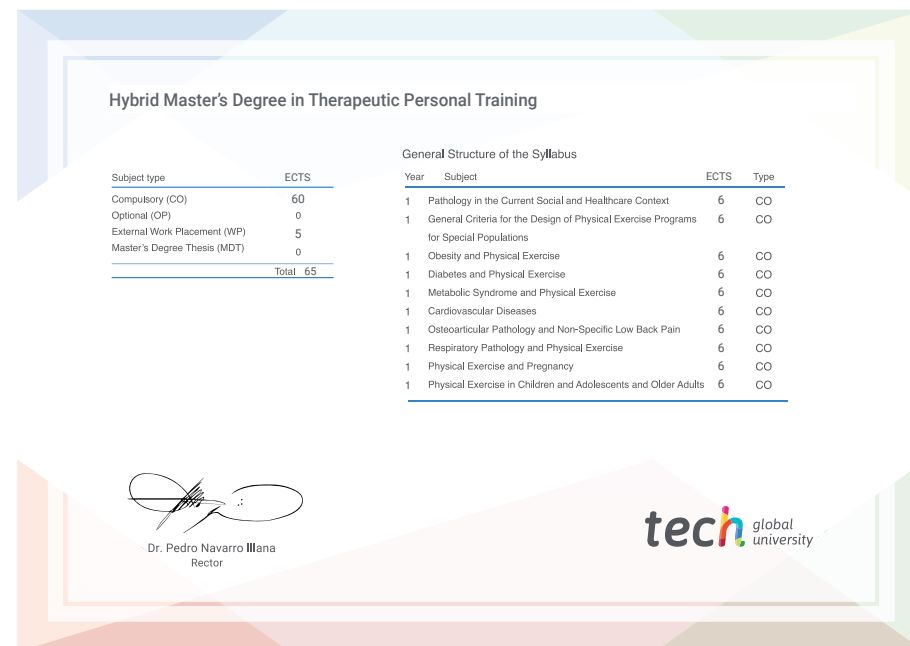 Hybrid Master's Degree in Therapeutic Personal Training
Subject type ECTS
Compulsory (CO) 60
Optional (OP) 0
External Work Placement (WP) 5
Master's Degree Thesis (MDT) 0
Total 65
General Structure of the Syllabus
Year Subject ECTS Type
1 Pathology in the Current Social and Healthcare Context 6 CO
1 General Criteria for the Design of Physical Exercise Programs 6 CO
for Special Populations
1 Obesity and Physical Exercise 6 CO
1 Diabetes and Physical Exercise 6 CO
1 Metabolic Syndrome and Physical Exercise 6 CO
1 Cardiovascular Diseases 6 CO
1 Osteoarticular Pathology and Non-Specific Low Back Pain 6 CO
1 Respiratory Pathology and Physical Exercise 6 CO
1 Physical Exercise and Pregnancy 6 CO
1 Physical Exercise in Children and Adolescents and Older Adults 6 CO
Dr. Pedro Navarro Illana
Rector
tech global
university